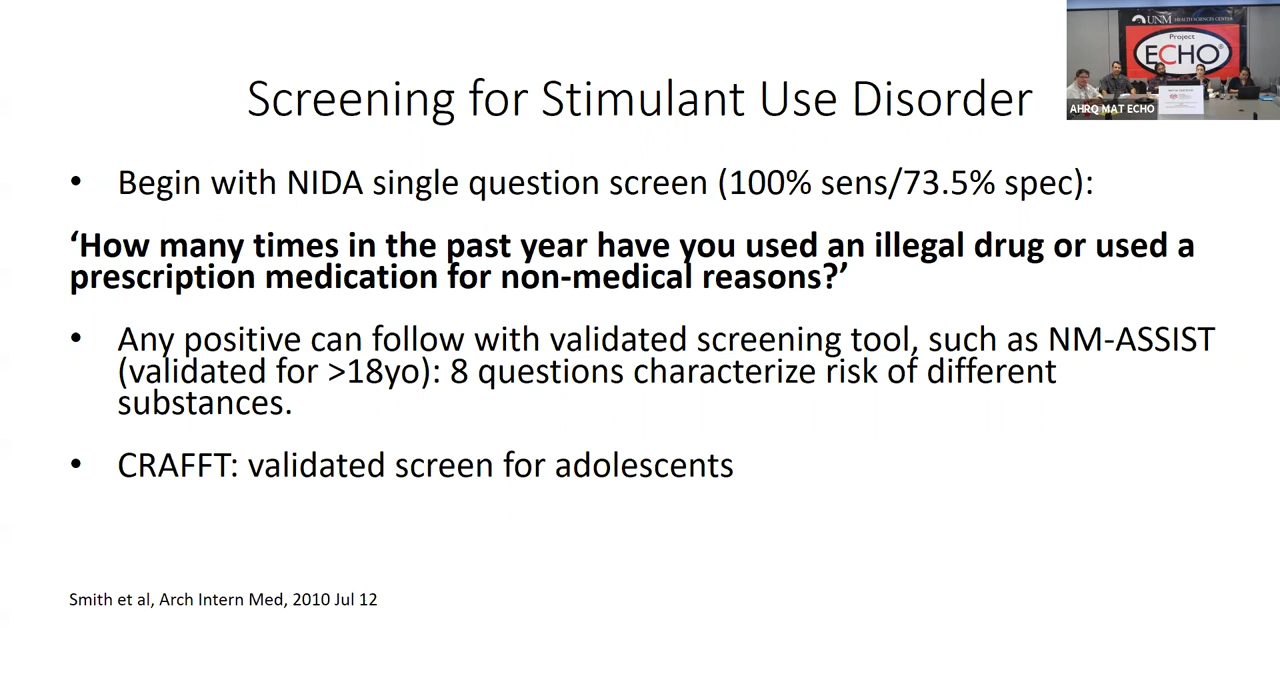 UNM HEALTH SCIENCES CENTER
Project
ECHO®
AHRQ MAT ECHO
Screening for Stimulant Use Disorder
• Begin with NIDA single question screen (100% sens/73.5% spec):
‘How many times in the past year have you used an illegal drug or used a
prescription medication for non-medical reasons?’
• Any positive can follow with validated screening tool, such as NM-ASSIST
(validated for >18yo): 8 questions characterize risk of different
substances.
• CRAFFT: validated screen for adolescents
Smith et al, Arch Intern Med, 2010 Jul 12